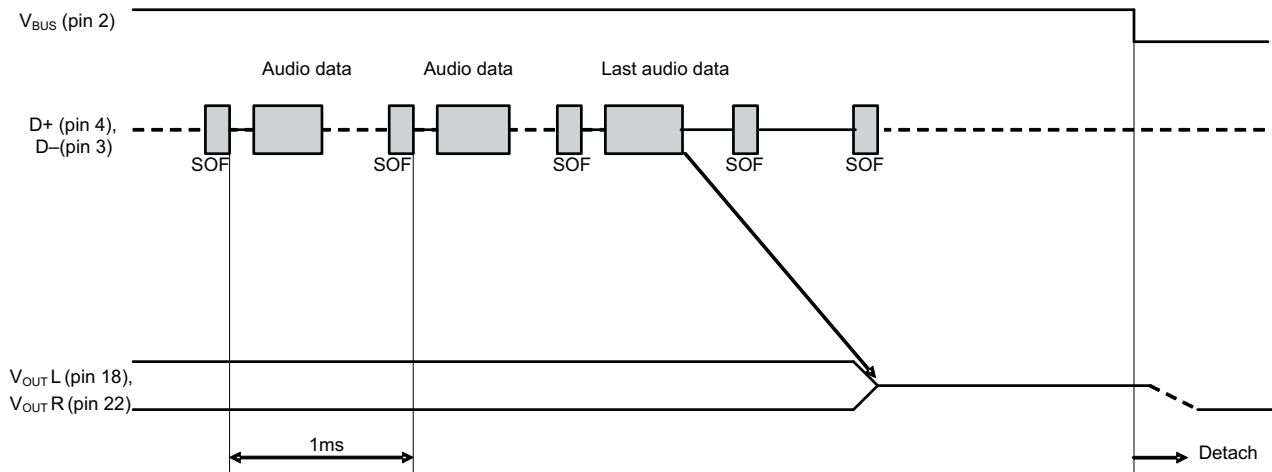 VBUS (pin 2)
Audio data
Audio data
Last audio data
D+ (pin 4),
D–(pin 3)
SOF
SOF
SOF
SOF
SOF
VOUT L (pin 18),
VOUT R (pin 22)
1ms
Detach